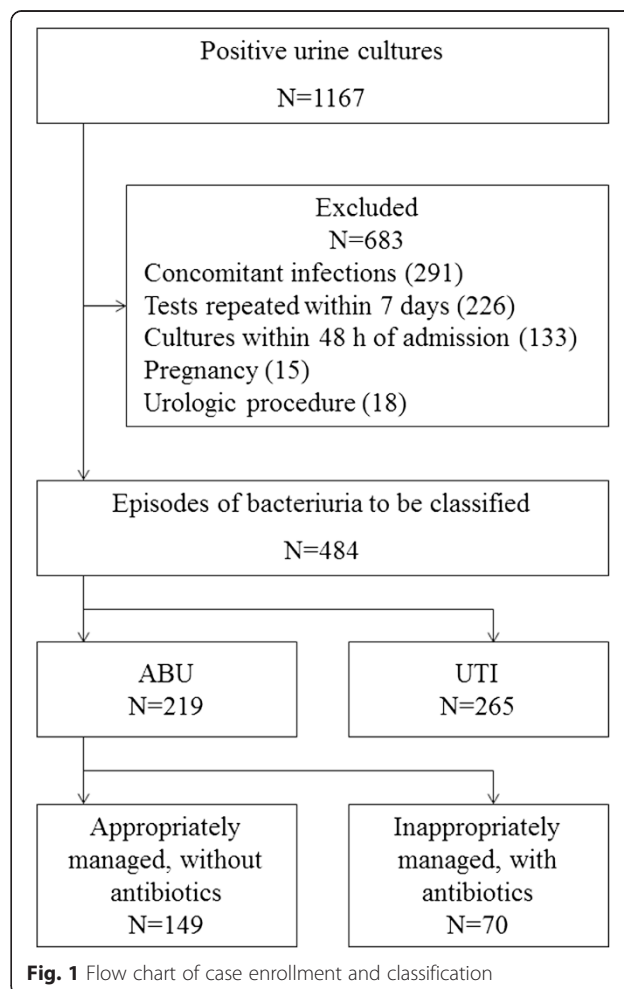 Positive urine cultures
N=1167
Excluded
N=683
Concomitant infections (291)
Tests repeated within 7 days (226)
Cultures within 48 h of admission (133)
Pregnancy (15)
Urologic procedure (18)
Episodes of bacteriuria to be classified
N=484
ABU
N=219
UTI
N=265
Appropriately
managed, without
antibiotics
N=149
Inappropriately
managed, with
antibiotics
N=70
Fig. 1 Flow chart of case enrollment and classification